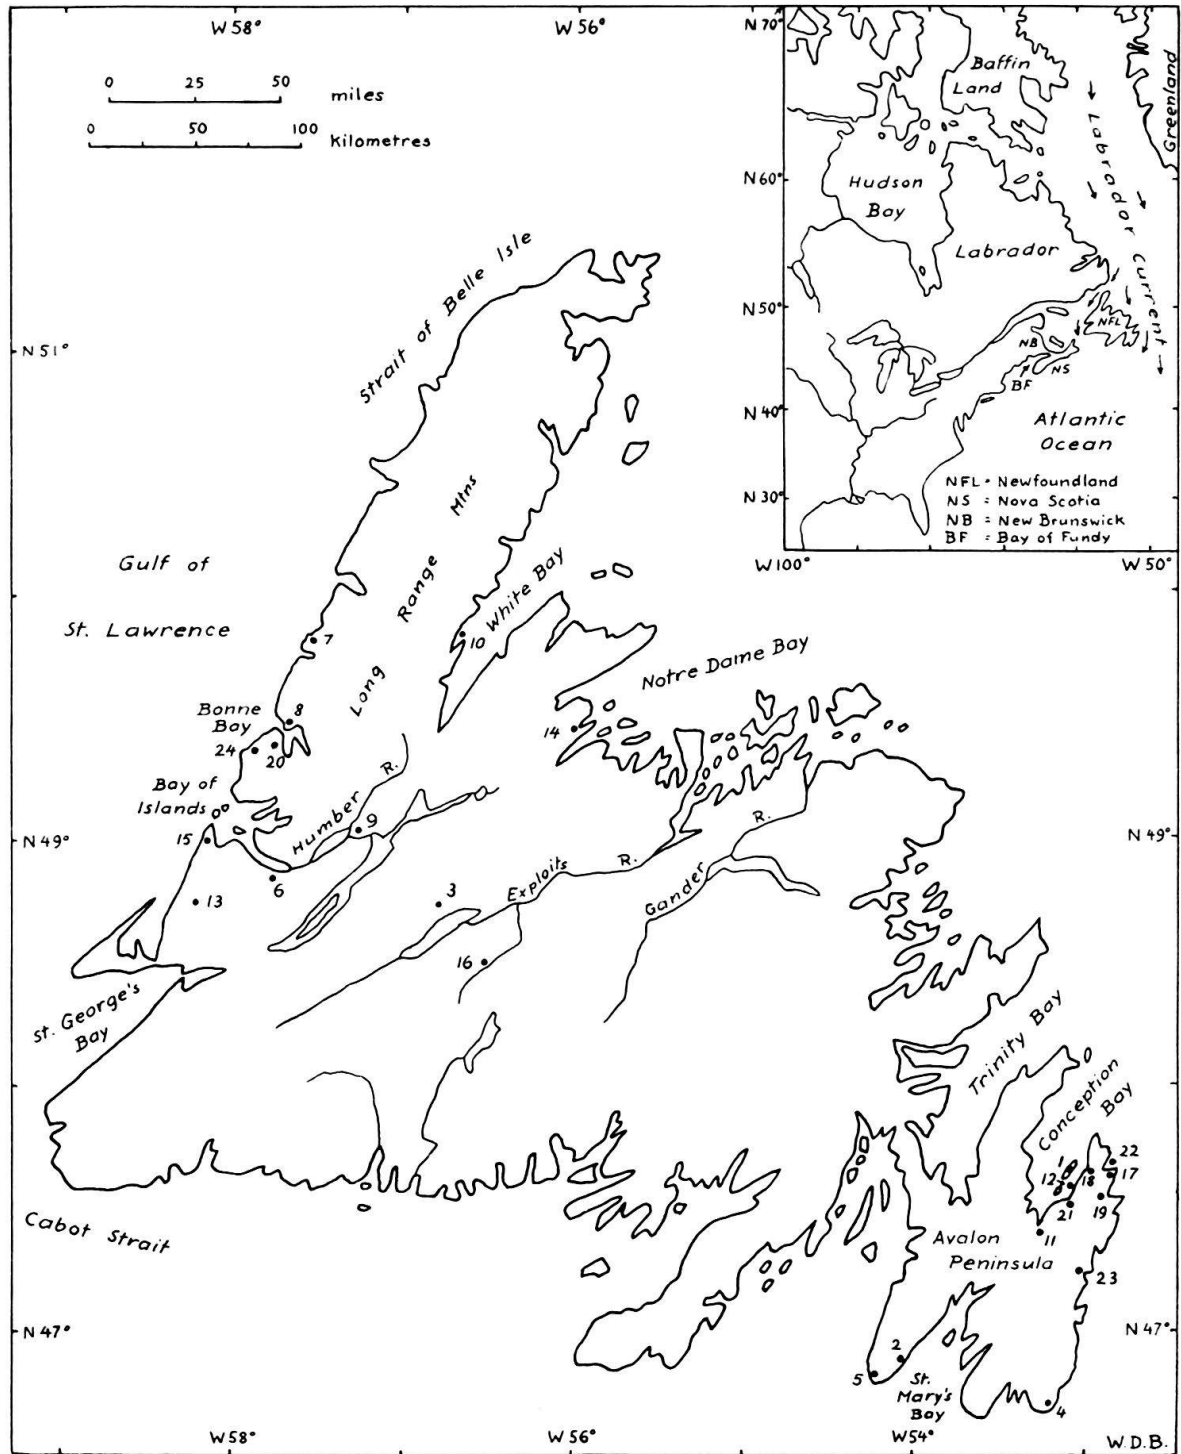 W 58°
W 56°
0 25 50
miles
0 50 100
kilometres
N 70°
N 60°
N 50°
N 40°
N 30°
W 100°
W 50°
Baffin
Land
Greenland
Labrador Current
Hudson
Bay
Labrador
NFL
NB
NS
BF
Atlantic
Ocean
NFL = Newfoundland
NS = Nova Scotia
NB = New Brunswick
BF = Bay of Fundy
Strait of Belle Isle
N 51°
Long Range Mtns
White Bay
Gulf of
St. Lawrence
7
10
Notre Dame Bay
Bonne
Bay
8
24
20
14
Bay of
Islands
Humber R.
9
15
N 49°
N 49°
6
13
3
Exploits R.
Gander R.
16
St. George's
Bay
Trinity Bay
Conception
Bay
1
12
18
22
17
19
21
11
Cabot Strait
Avalon
Peninsula
23
N 47°
N 47°
2
5
St.
Mary's
Bay
4
W 58°
W 56°
W 54°
W.D.B.